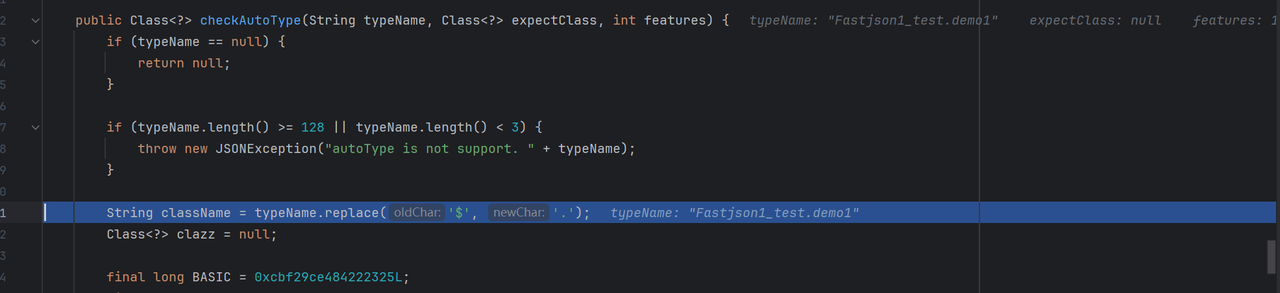 2 public Class<?> checkAutoType(String typeName, Class<?> expectClass, int features) { typeName: "Fastjson1_test.demo1" expectClass: null features: 1
3 if (typeName == null) {
4 return null;
5 }
6
7 if (typeName.length() >= 128 || typeName.length() < 3) {
8 throw new JSONException("autoType is not support. " + typeName);
9 }
0
1 String className = typeName.replace( oldChar: '$', newChar: '.'); typeName: "Fastjson1_test.demo1"
2 Class<?> clazz = null;
3
4 final long BASIC = 0xcbf29ce484222325L;